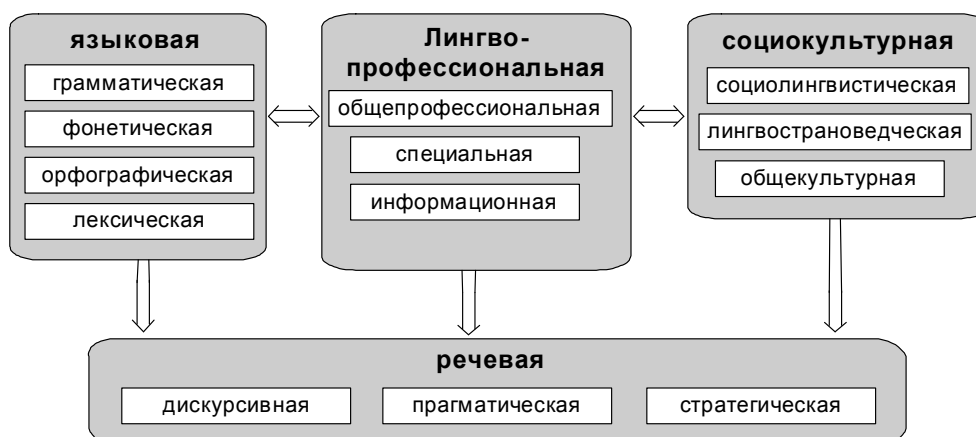 языковая
грамматическая
фонетическая
орфографическая
лексическая
Лингво-
профессиональная
общепрофессиональная
специальная
информационная
социокультурная
социолингвистическая
лингвострановедческая
общекультурная
речевая
дискурсивная
прагматическая
стратегическая